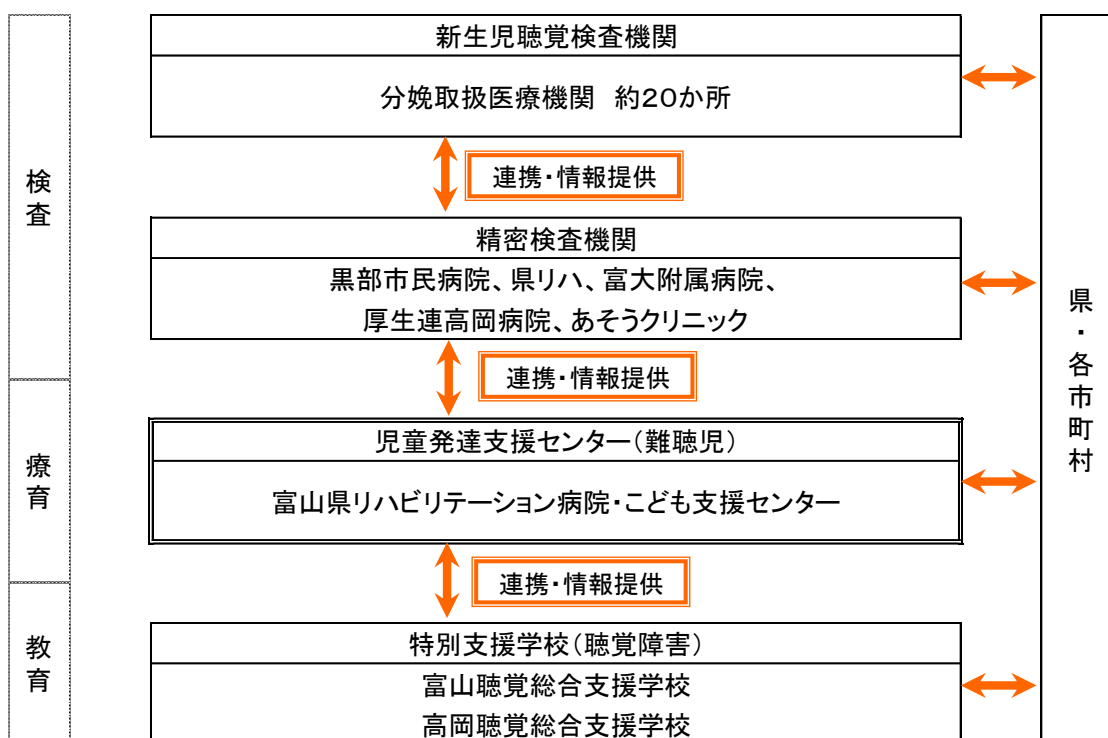 検査
新生児聴覚検査機関
分娩取扱医療機関　約20か所
連携・情報提供
精密検査機関
黒部市民病院、県リハ、富大附属病院、
厚生連高岡病院、あそうクリニック
連携・情報提供
療育
児童発達支援センター（難聴児）
富山県リハビリテーション病院・こども支援センター
連携・情報提供
教育
特別支援学校（聴覚障害）
富山聴覚総合支援学校
高岡聴覚総合支援学校
県・各市町村